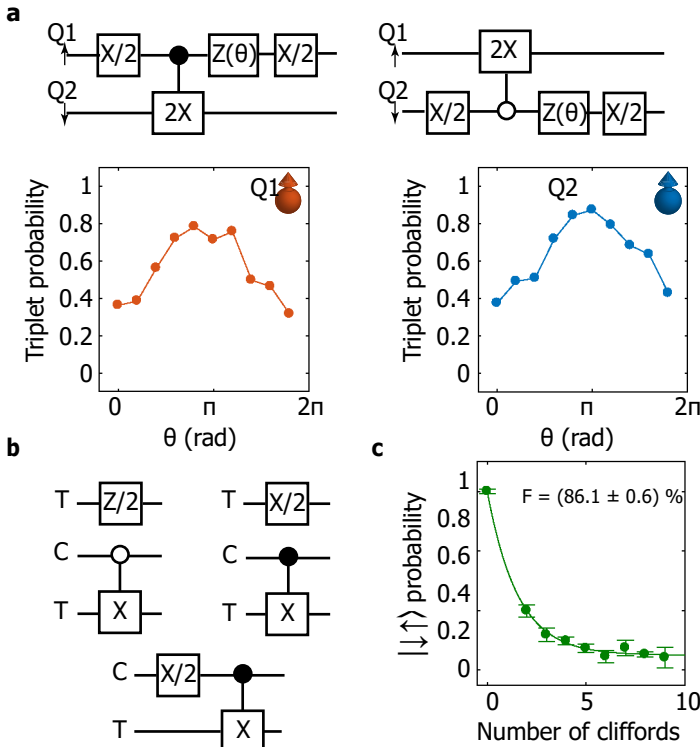 a
Q1 X/2 Z(θ) X/2
Q2 2X
Q1 2X
Q2 X/2 Z(θ) X/2
Triplet probability
1
0.8
0.6
0.4
0.2
0
Q1
0 π 2π
θ (rad)
Triplet probability
1
0.8
0.6
0.4
0.2
0
Q2
0 π 2π
θ (rad)
b
T Z/2
T X/2
C
T X
C
T X
C X/2
T X
c
|↓↑⟩ probability
1
0.8
0.6
0.4
0.2
0
F = (86.1 ± 0.6) %
0 5 10
Number of cliffords